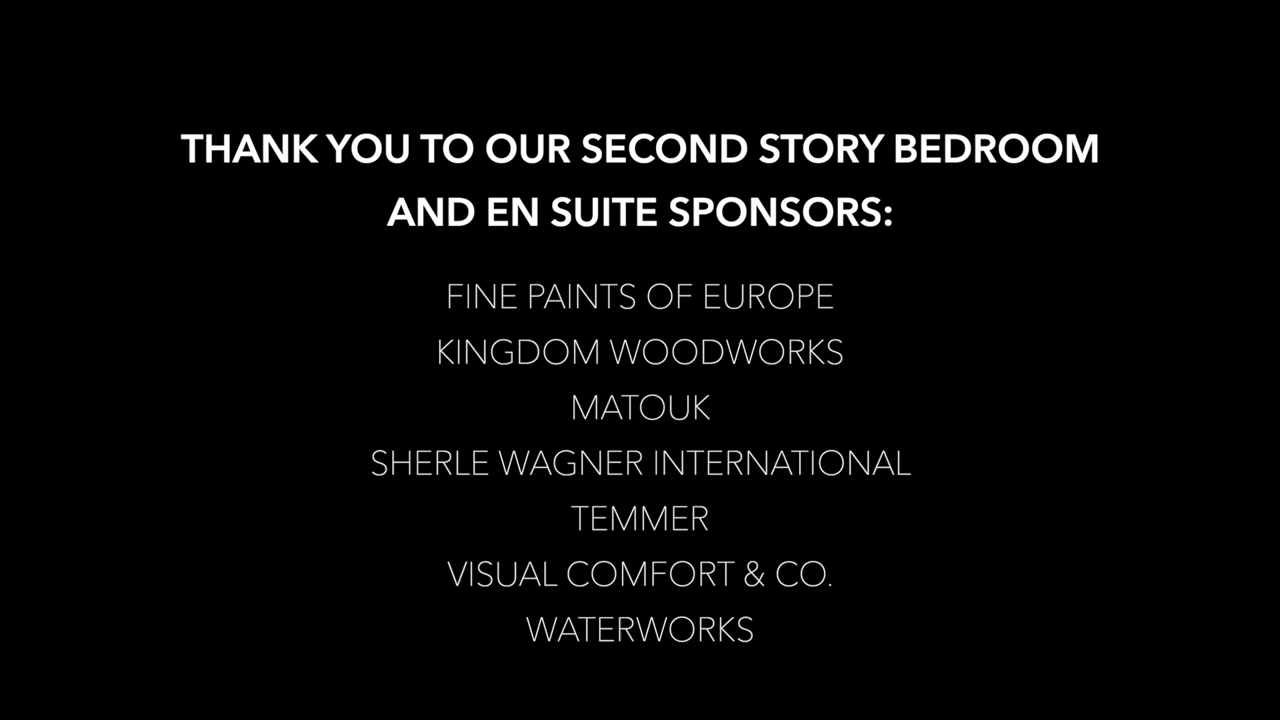 THANK YOU TO OUR SECOND STORY BEDROOM
AND EN SUITE SPONSORS:
FINE PAINTS OF EUROPE
KINGDOM WOODWORKS
MATOUK
SHERLE WAGNER INTERNATIONAL
TEMMER
VISUAL COMFORT & CO.
WATERWORKS